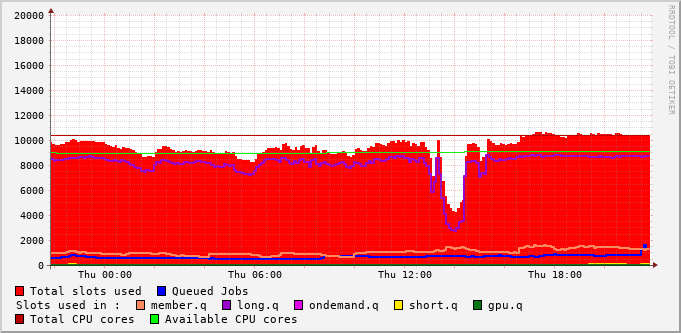 20000
18000
16000
14000
12000
10000
8000
6000
4000
2000
0
Thu 00:00 Thu 06:00 Thu 12:00 Thu 18:00
RRDTOOL / TOBI OETIKER
Total slots used Queued Jobs
Slots used in : member.q long.q ondemand.q short.q gpu.q
Total CPU cores Available CPU cores